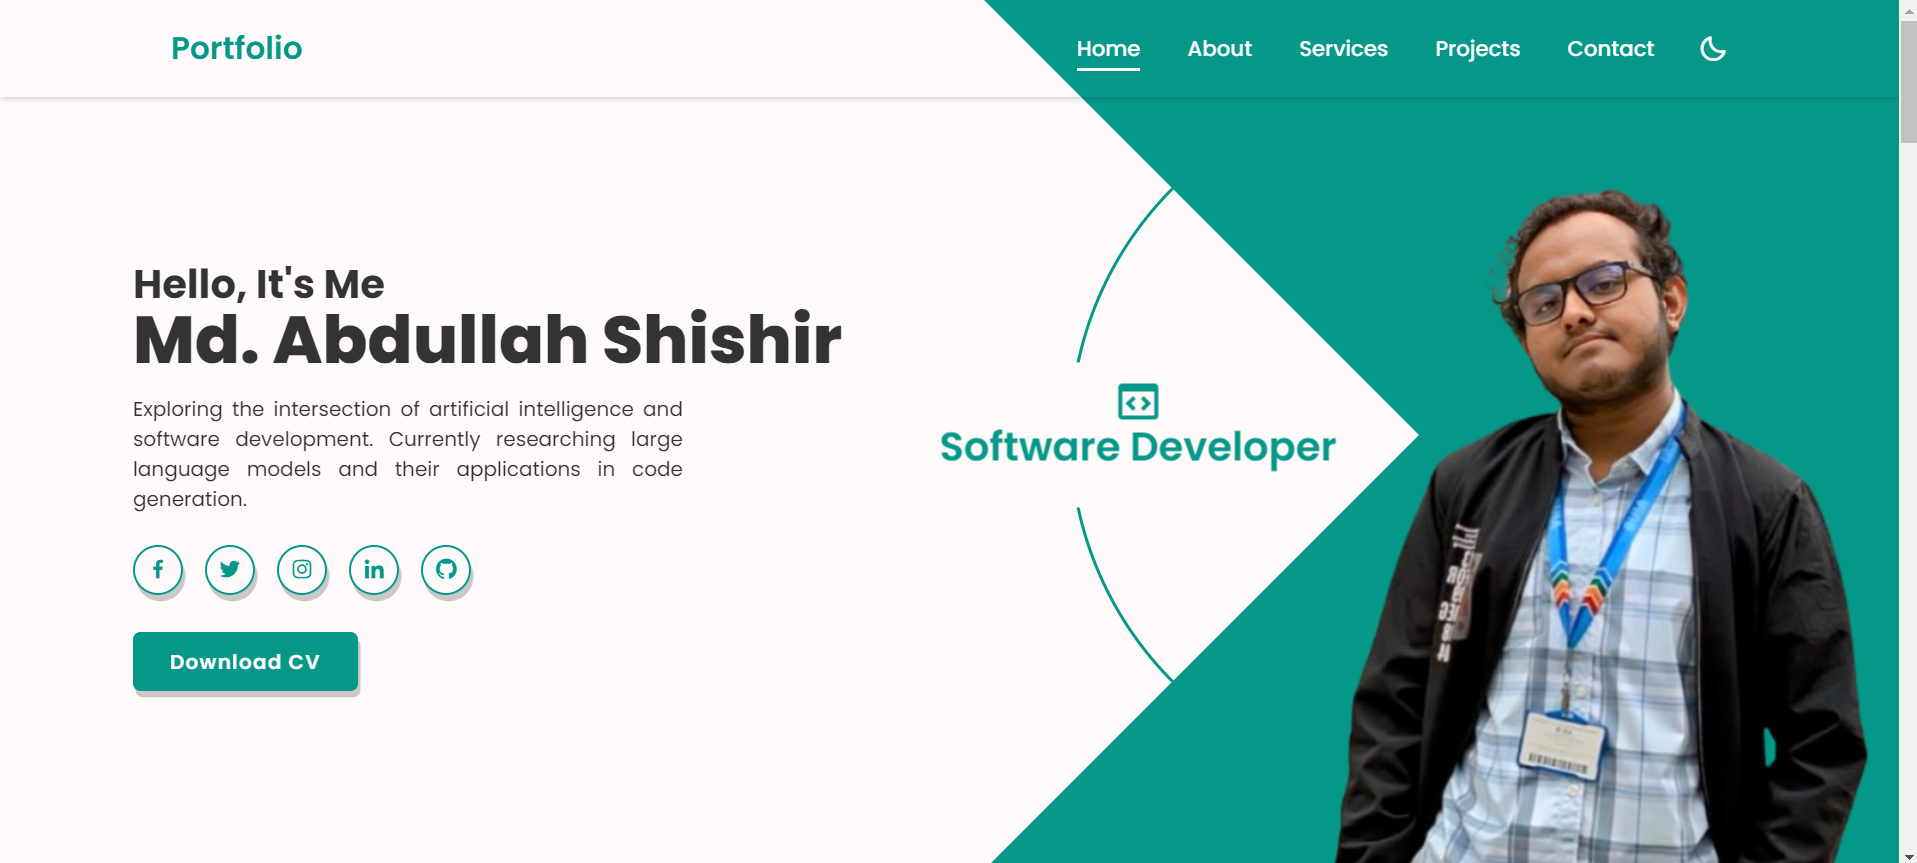 Portfolio
Home About Services Projects Contact
Hello, It's Me
Md. Abdullah Shishir
Exploring the intersection of artificial intelligence and
software development. Currently researching large
language models and their applications in code
generation.
Download CV
Software Developer